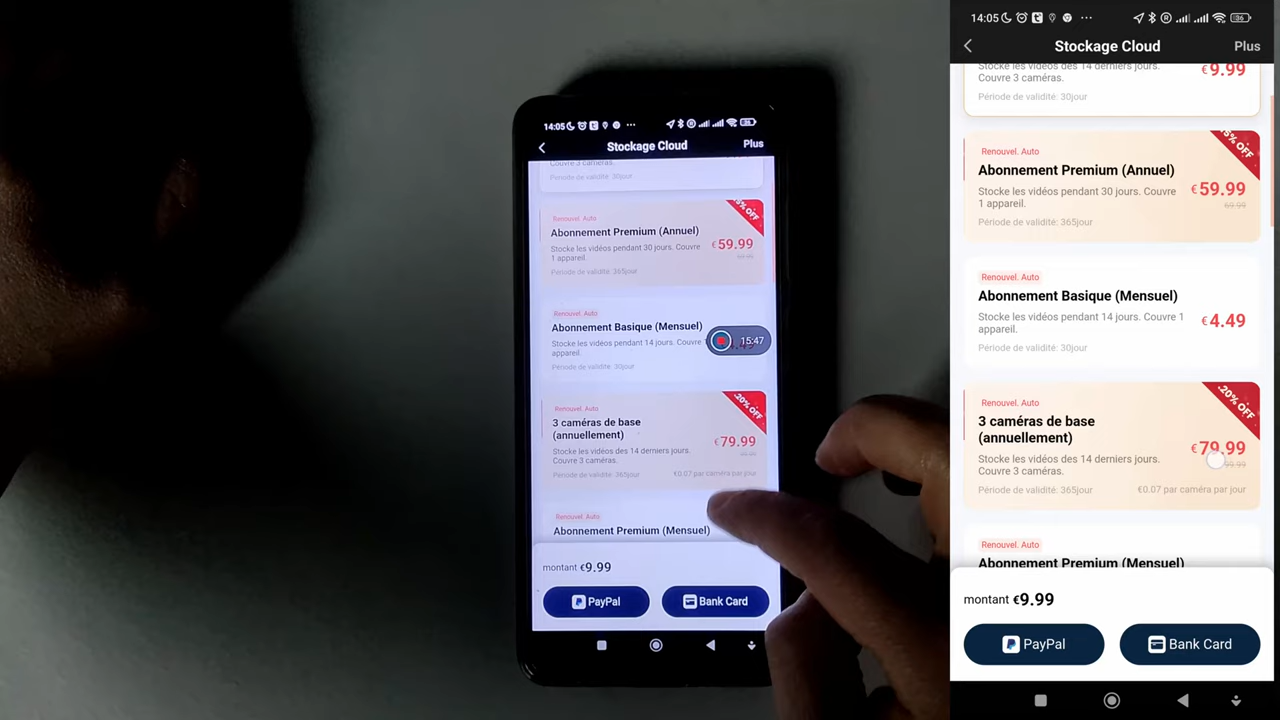 14:05
Stockage Cloud
Plus
Couvre 3 caméras.
Période de validité: 30jour
Renouvel. Auto
Abonnement Premium (Annuel)
Stocke les vidéos pendant 30 jours. Couvre
1 appareil.
Période de validité: 365jour
€59.99
Renouvel. Auto
Abonnement Basique (Mensuel)
Stocke les vidéos pendant 14 jours. Couvre
appareil.
Période de validité: 30jour
15:47
Renouvel. Auto
3 caméras de base
(annuellement)
Stocke les vidéos des 14 derniers jours.
Couvre 3 caméras.
Période de validité: 365jour
20% OFF
€79.99
€0.07 par caméra par jour
Renouvel. Auto
Abonnement Premium (Mensuel)
montant €9.99
PayPal
Bank Card
14:05
36
Stockage Cloud
Plus
Stocke les vidéos des 14 derniers jours.
Couvre 3 caméras.
€9.99
Période de validité: 30jour
Renouvel. Auto
Abonnement Premium (Annuel)
Stocke les vidéos pendant 30 jours. Couvre
1 appareil.
Période de validité: 365jour
€59.99
69.99
Renouvel. Auto
Abonnement Basique (Mensuel)
Stocke les vidéos pendant 14 jours. Couvre 1
appareil.
Période de validité: 30jour
€4.49
Renouvel. Auto
3 caméras de base
(annuellement)
Stocke les vidéos des 14 derniers jours.
Couvre 3 caméras.
Période de validité: 365jour
20% OFF
€79.99
99.99
€0.07 par caméra par jour
Renouvel. Auto
Abonnement Premium (Mensuel)
montant €9.99
PayPal
Bank Card